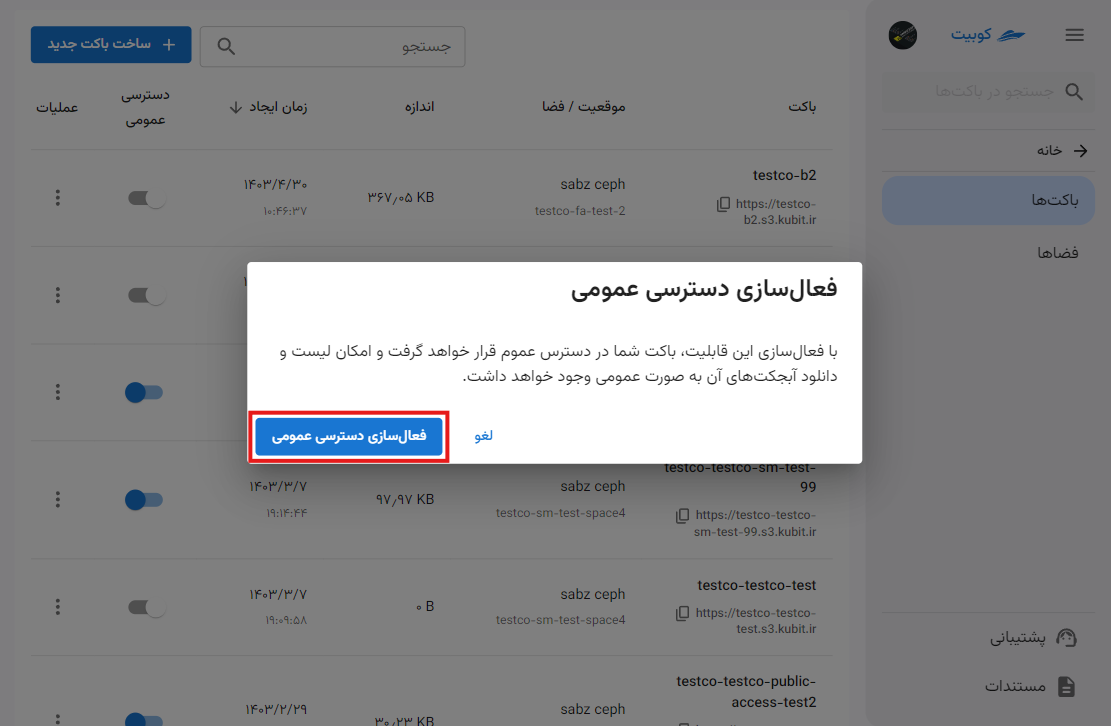 کوبیت
جستجو در باکت‌ها
خانه
باکت‌ها
فضاها
پشتیبانی
مستندات
جستجو
ساخت باکت جدید
باکت
موقعیت / فضا
اندازه
زمان ایجاد
دسترسی
عمومی
عملیات
testco-b2
https://testco-
b2.s3.kubit.ir
sabz ceph
testco-fa-test-2
۳۶۷٫۰۵ KB
۱۴۰۳/۴/۳۰
۱۰:۴۶:۳۷
فعال‌سازی دسترسی عمومی
با فعال‌سازی این قابلیت، باکت شما در دسترس عموم قرار خواهد گرفت و امکان لیست و
دانلود آبجکت‌های آن به صورت عمومی وجود خواهد داشت.
لغو
فعال‌سازی دسترسی عمومی
testco-testco-sm-test-
99
https://testco-testco-
sm-test-99.s3.kubit.ir
sabz ceph
testco-sm-test-space4
۹۷٫۹۷ KB
۱۴۰۳/۳/۷
۱۹:۱۴:۴۴
testco-testco-test
https://testco-testco-
test.s3.kubit.ir
sabz ceph
testco-sm-test-space4
۰ B
۱۴۰۳/۳/۷
۱۹:۰۹:۵۸
testco-testco-public-
access-test2
sabz ceph
۳۰٫۲۳ KB
۱۴۰۳/۲/۲۹